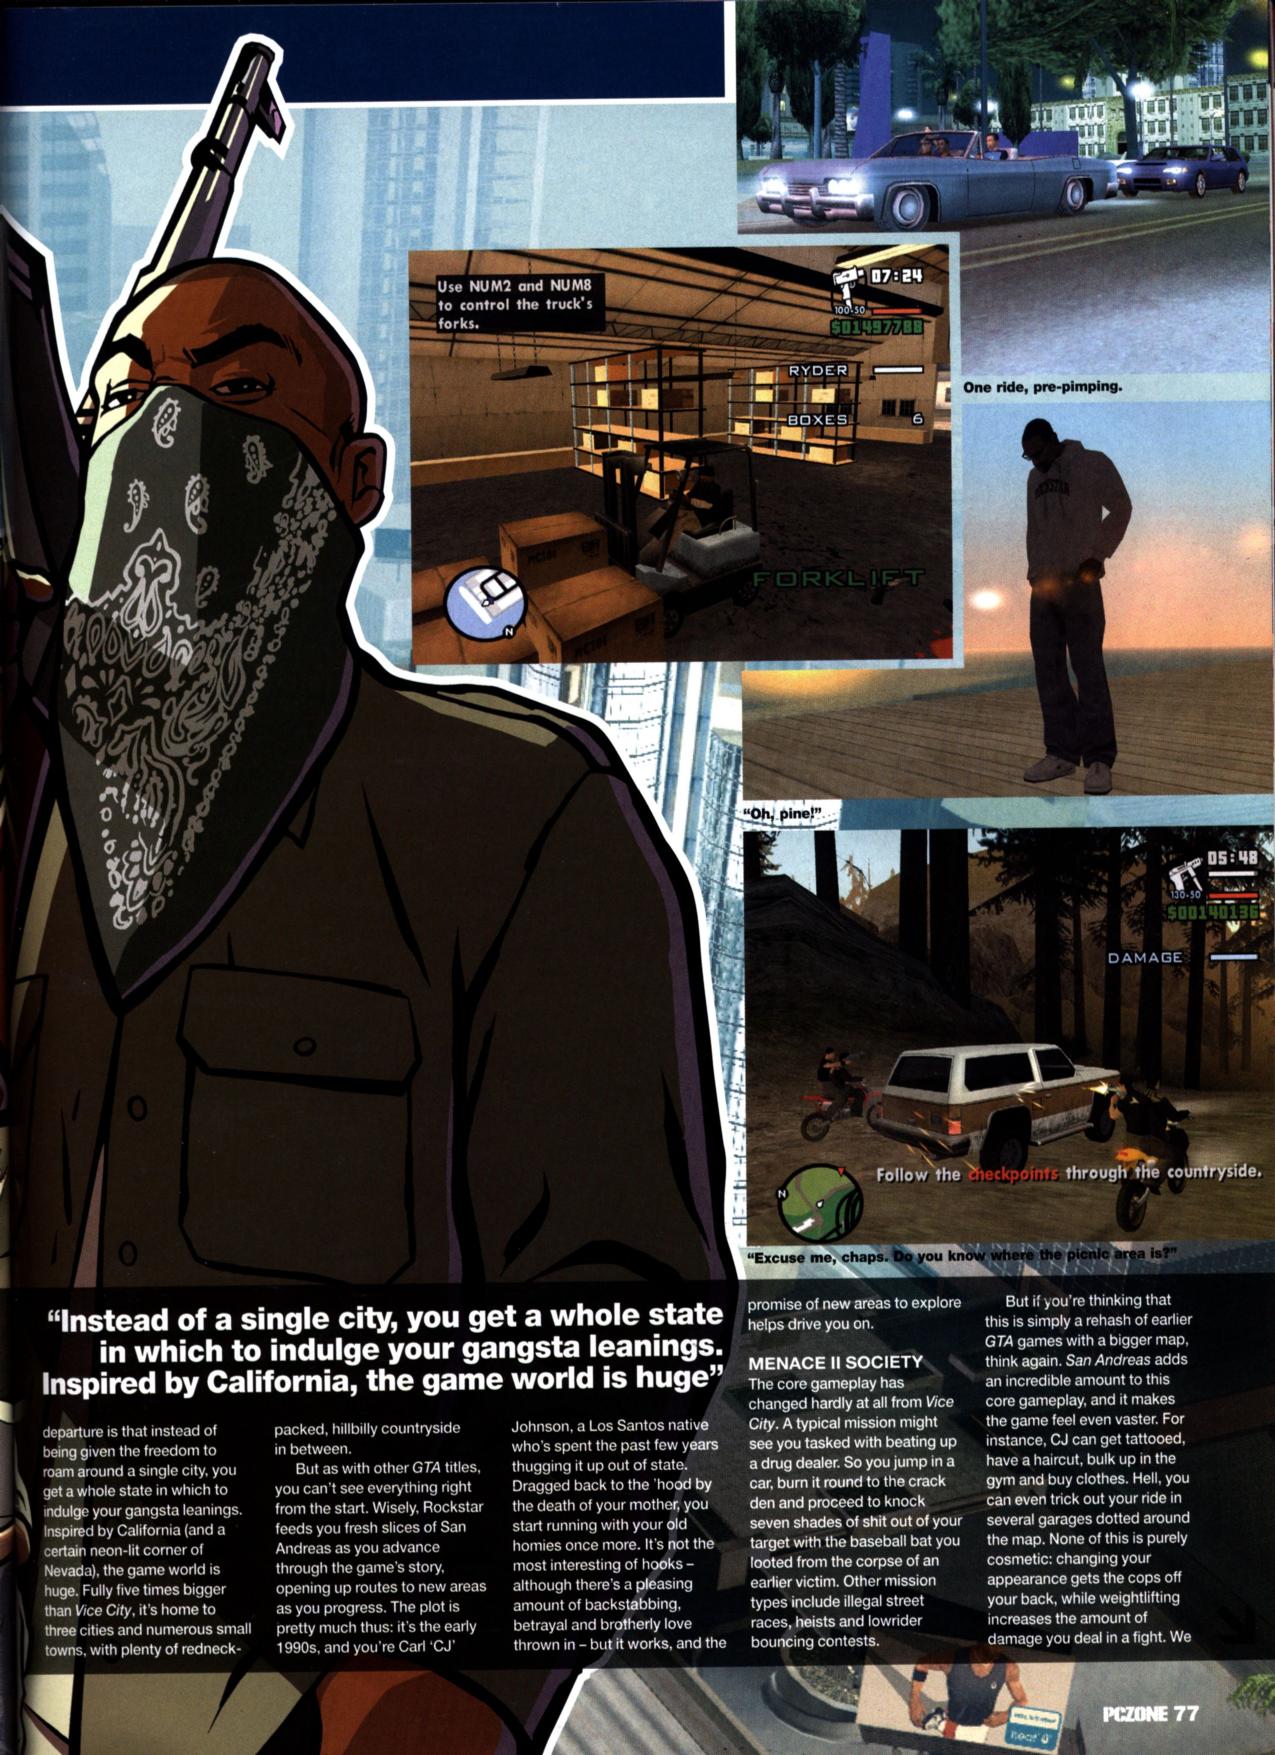 Use NUM2 and NUM8
to control the truck's
forks.
07:24
100-50
$01497788
RYDER
BOXES 6
FORKLIFT
N
One ride, pre-pimping.
ROCKSTAR
"Oh, pine!"
05:48
130-50
$00140136
DAMAGE
N
Follow the checkpoints through the countryside.
"Excuse me, chaps. Do you know where the picnic area is?"
"Instead of a single city, you get a whole state
in which to indulge your gangsta leanings.
Inspired by California, the game world is huge"
departure is that instead of
being given the freedom to
roam around a single city, you
get a whole state in which to
indulge your gangsta leanings.
Inspired by California (and a
certain neon-lit corner of
Nevada), the game world is
huge. Fully five times bigger
than Vice City, it's home to
three cities and numerous small
towns, with plenty of redneck-
packed, hillbilly countryside
in between.
But as with other GTA titles,
you can't see everything right
from the start. Wisely, Rockstar
feeds you fresh slices of San
Andreas as you advance
through the game's story,
opening up routes to new areas
as you progress. The plot is
pretty much thus: it's the early
1990s, and you're Carl 'CJ'
Johnson, a Los Santos native
who's spent the past few years
thugging it up out of state.
Dragged back to the 'hood by
the death of your mother, you
start running with your old
homies once more. It's not the
most interesting of hooks –
although there's a pleasing
amount of backstabbing,
betrayal and brotherly love
thrown in – but it works, and the
promise of new areas to explore
helps drive you on.
MENACE II SOCIETY
The core gameplay has
changed hardly at all from Vice
City. A typical mission might
see you tasked with beating up
a drug dealer. So you jump in a
car, burn it round to the crack
den and proceed to knock
seven shades of shit out of your
target with the baseball bat you
looted from the corpse of an
earlier victim. Other mission
types include illegal street
races, heists and lowrider
bouncing contests.
But if you're thinking that
this is simply a rehash of earlier
GTA games with a bigger map,
think again. San Andreas adds
an incredible amount to this
core gameplay, and it makes
the game feel even vaster. For
instance, CJ can get tattooed,
have a haircut, bulk up in the
gym and buy clothes. Hell, you
can even trick out your ride in
several garages dotted around
the map. None of this is purely
cosmetic: changing your
appearance gets the cops off
your back, while weightlifting
increases the amount of
damage you deal in a fight. We
PCZONE 77